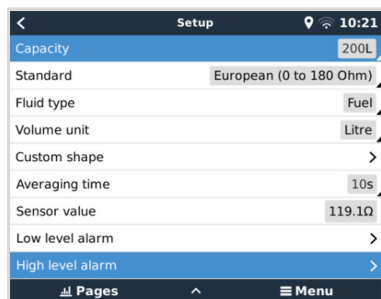 Setup 10:21
Capacity 200L
Standard European (0 to 180 Ohm)
Fluid type Fuel
Volume unit Litre
Custom shape
Averaging time 10s
Sensor value 119.1Ω
Low level alarm
High level alarm
Pages Menu